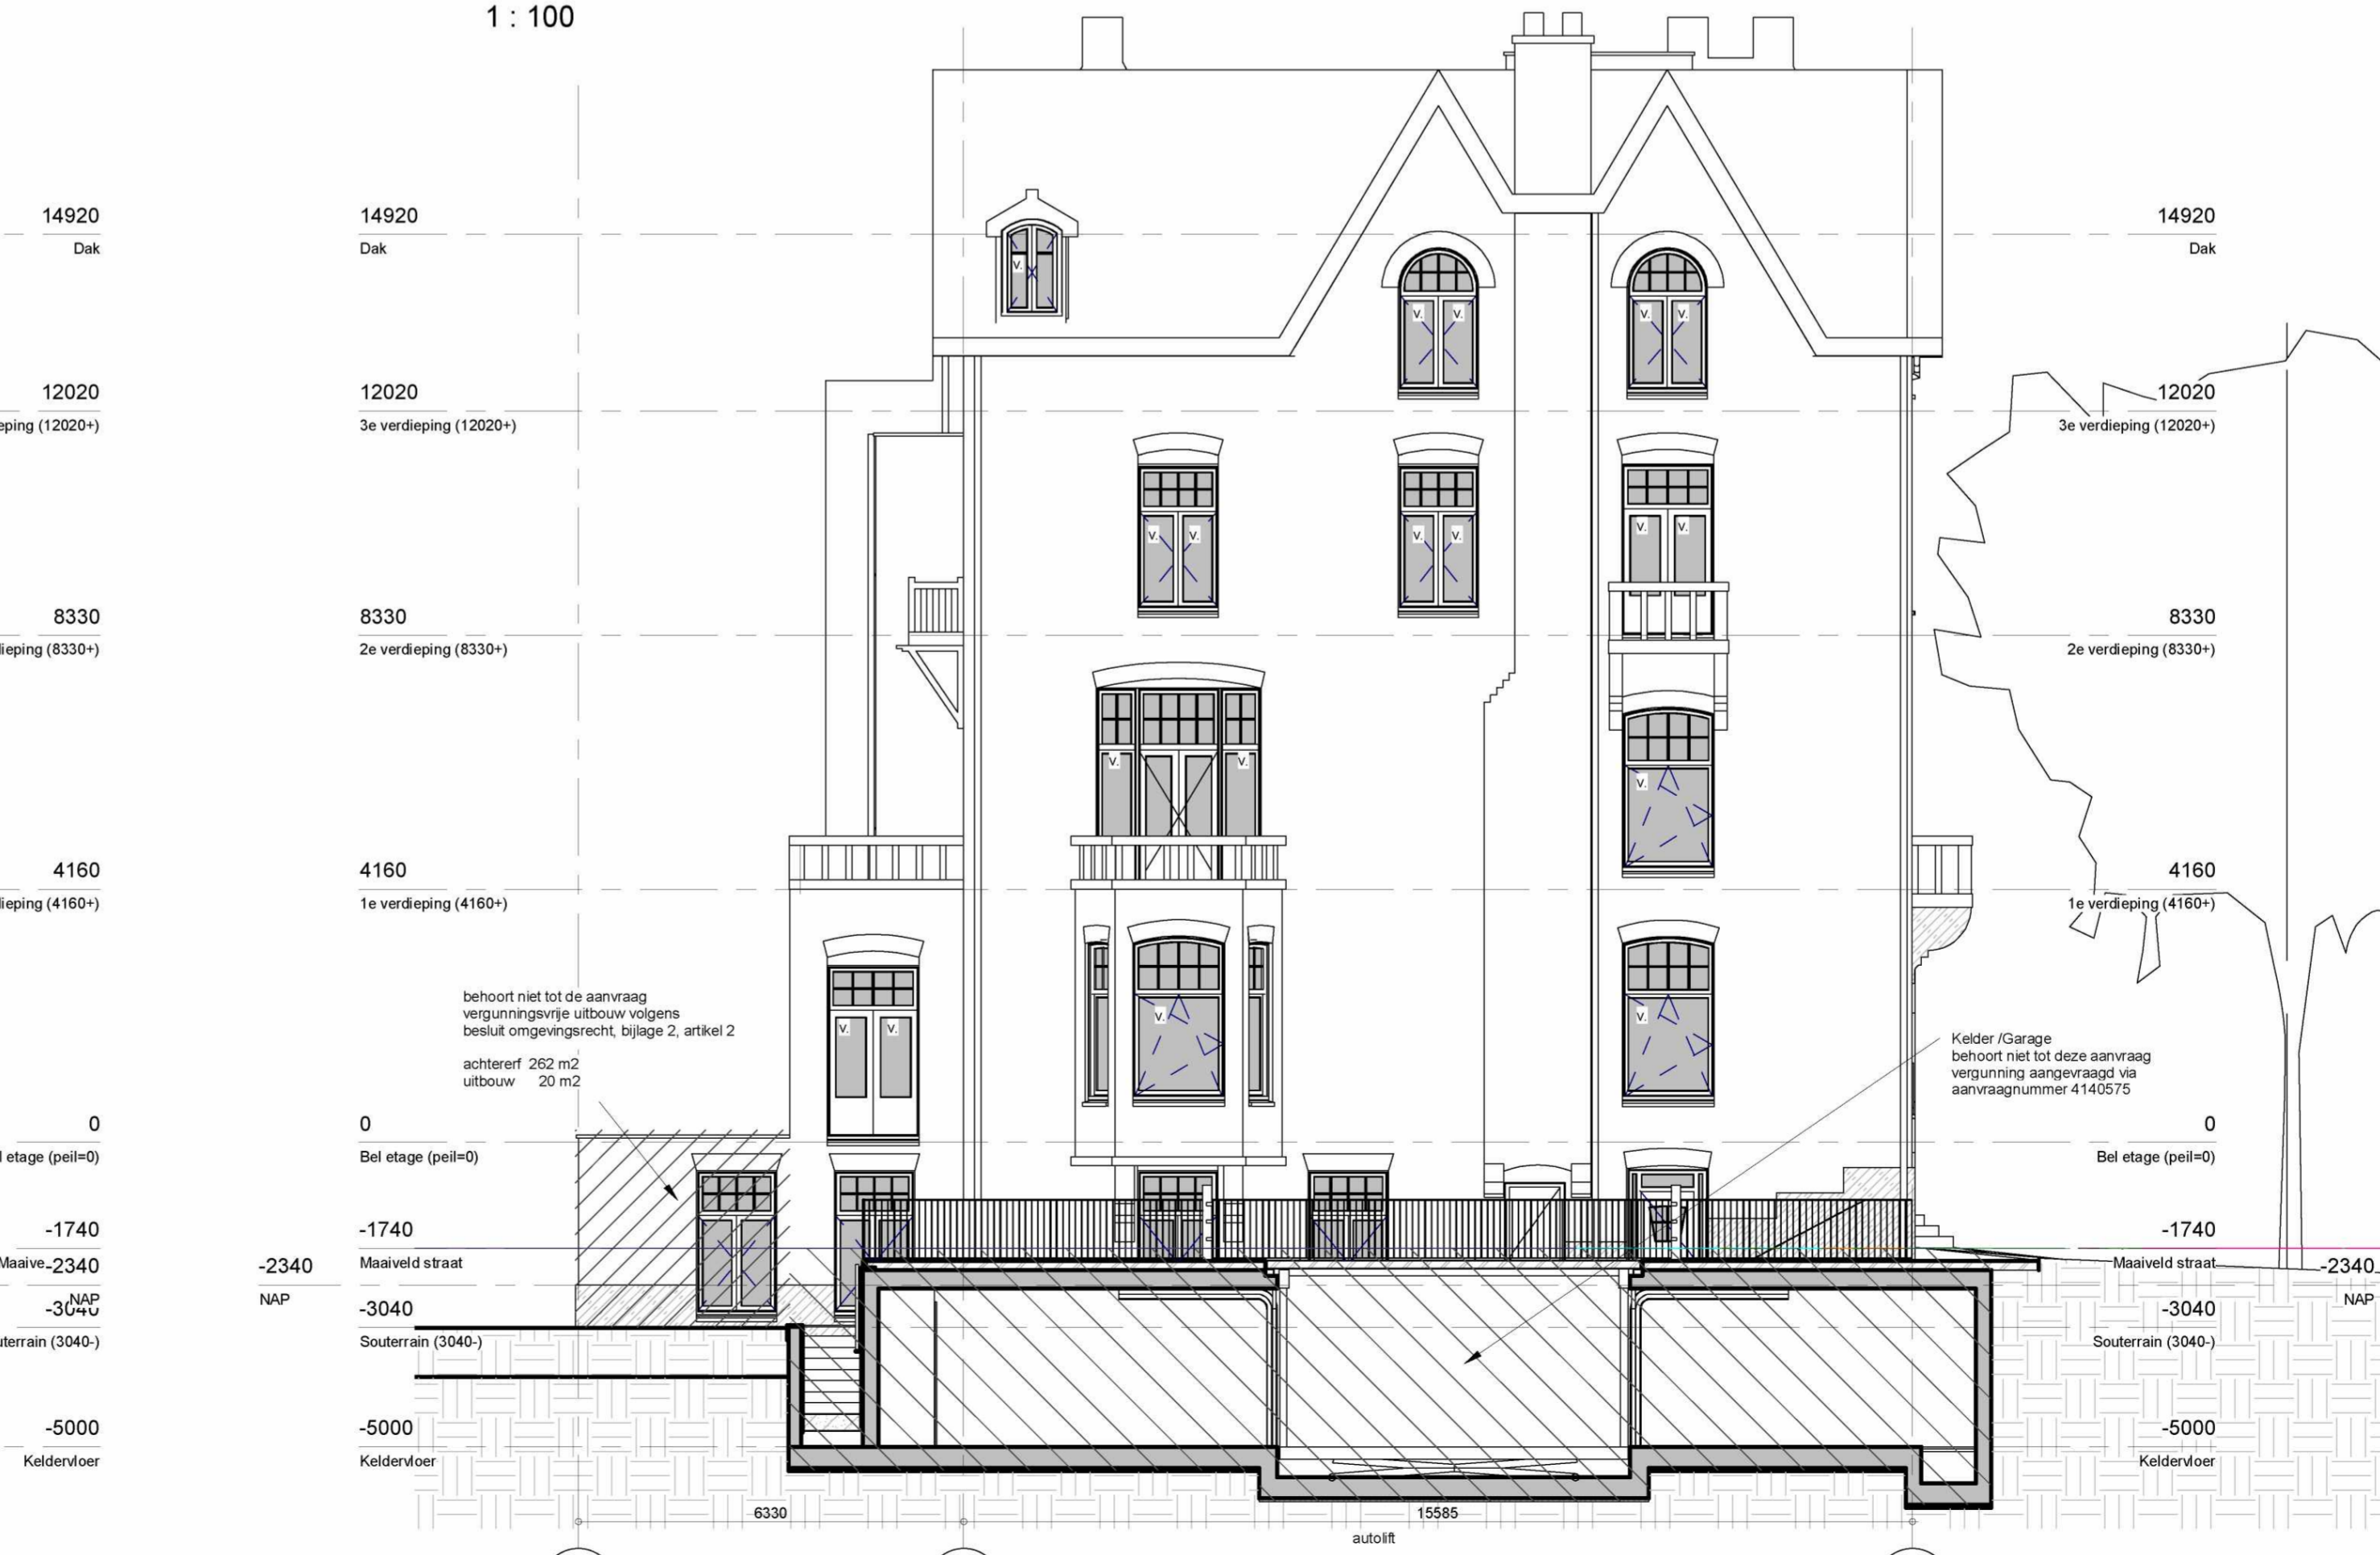 1 : 100
14920
Dak
12020
eping (12020+)
8330
ieping (8330+)
4160
ieping (4160+)
0
l etage (peil=0)
-1740
Maaive
-2340
NAP
-3040
uterrain (3040-)
-5000
Keldervloer
-2340
NAP
14920
Dak
12020
3e verdieping (12020+)
8330
2e verdieping (8330+)
4160
1e verdieping (4160+)
0
Bel etage (peil=0)
-1740
Maaiveld straat
-3040
Souterrain (3040-)
-5000
Keldervloer
behoort niet tot de aanvraag
vergunningsvrije uitbouw volgens
besluit omgevingsrecht, bijlage 2, artikel 2
achtererf 262 m2
uitbouw 20 m2
V.
V. V.
V. V.
V. V.
V. V.
V. V.
V. V.
V.
V. V.
V.
V.
Kelder /Garage
behoort niet tot deze aanvraag
vergunning aangevraagd via
aanvraagnummer 4140575
14920
Dak
12020
3e verdieping (12020+)
8330
2e verdieping (8330+)
4160
1e verdieping (4160+)
0
Bel etage (peil=0)
-1740
Maaiveld straat
-2340
NAP
-3040
Souterrain (3040-)
-5000
Keldervloer
6330
15585
autolift